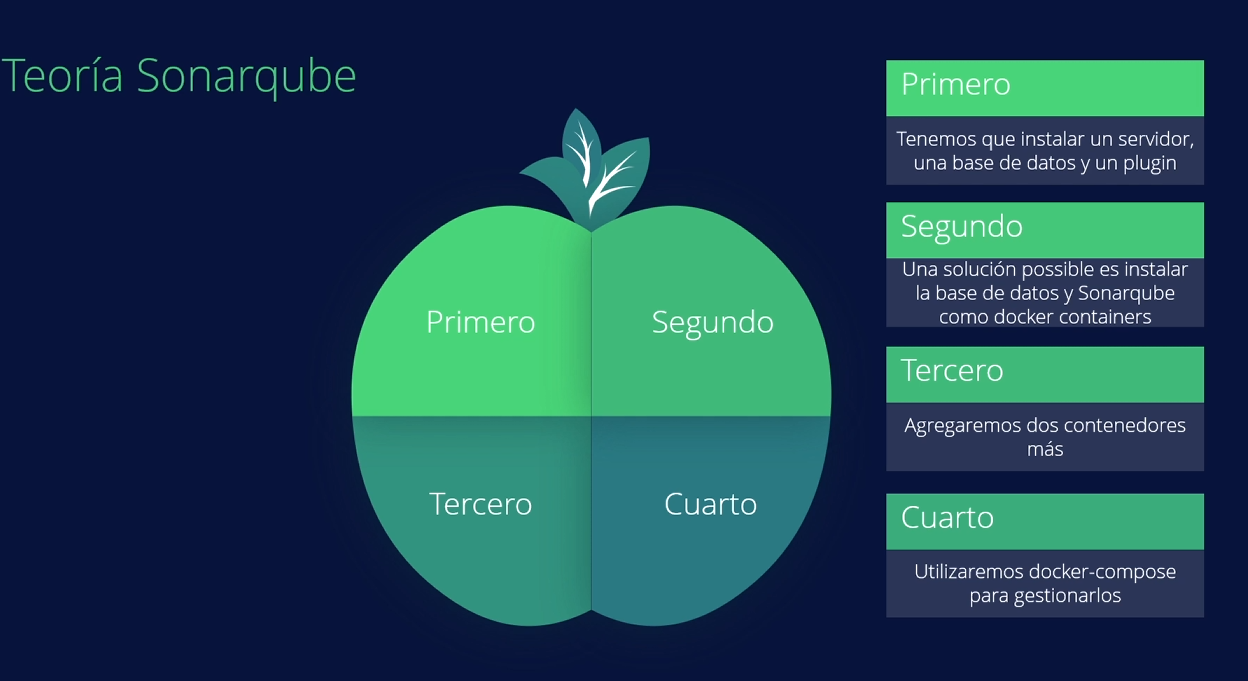 Teoría Sonarqube
Primero
Segundo
Tercero
Cuarto
Primero
Tenemos que instalar un servidor,
una base de datos y un plugin
Segundo
Una solución possible es instalar
la base de datos y Sonarqube
como docker containers
Tercero
Agregaremos dos contenedores
más
Cuarto
Utilizaremos docker-compose
para gestionarlos